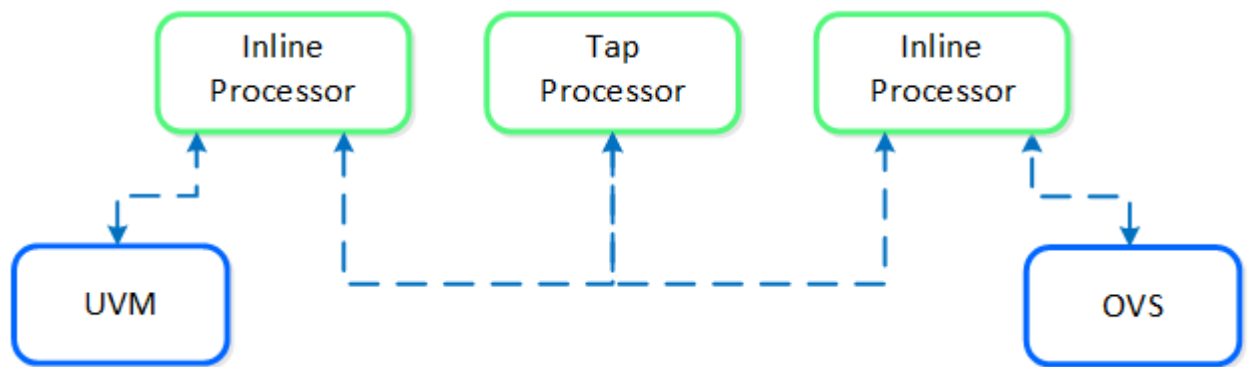 Inline
Processor
Tap
Processor
Inline
Processor
UVM
OVS